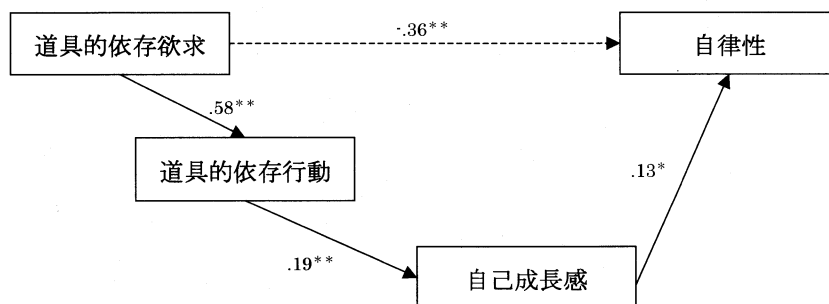 道具的依存欲求
-.36**
自律性
.58**
道具的依存行動
.13*
.19**
自己成長感